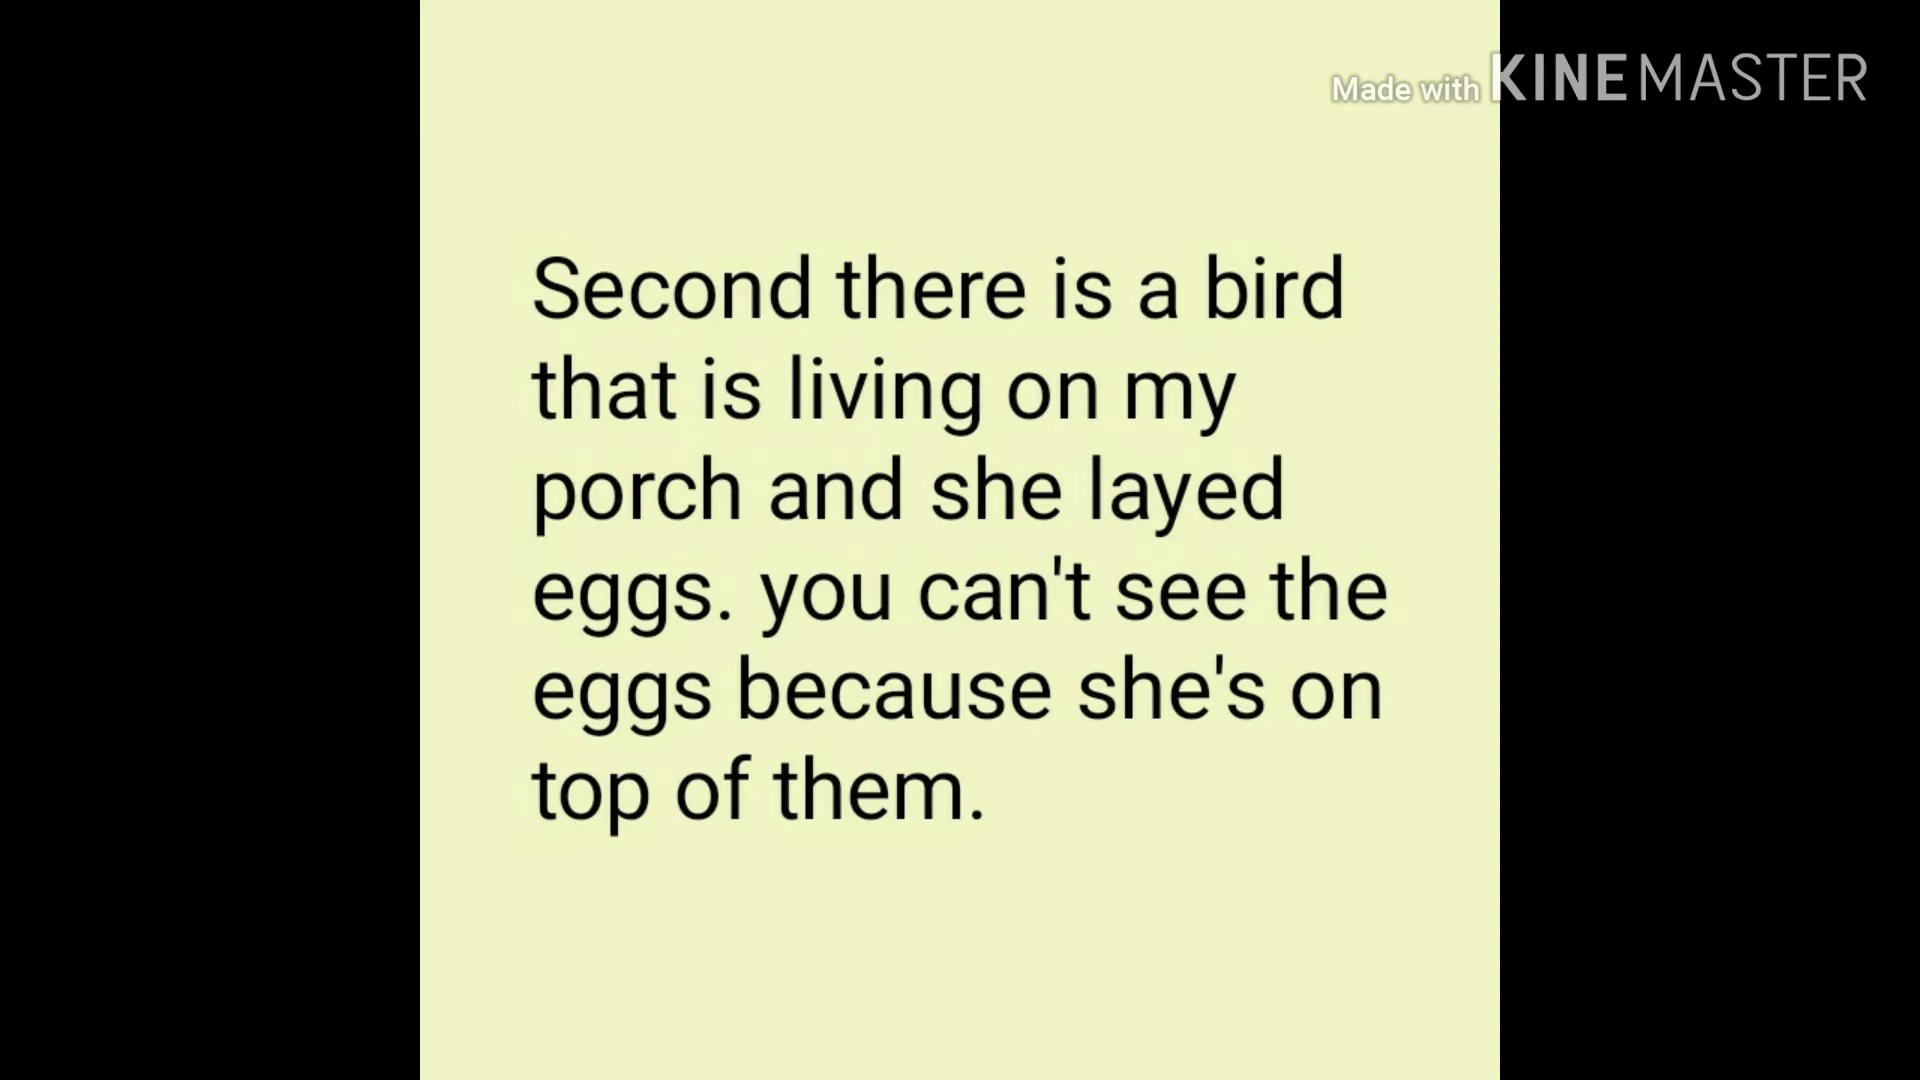 Made with KINEMASTER
Second there is a bird
that is living on my
porch and she layed
eggs. you can't see the
eggs because she's on
top of them.